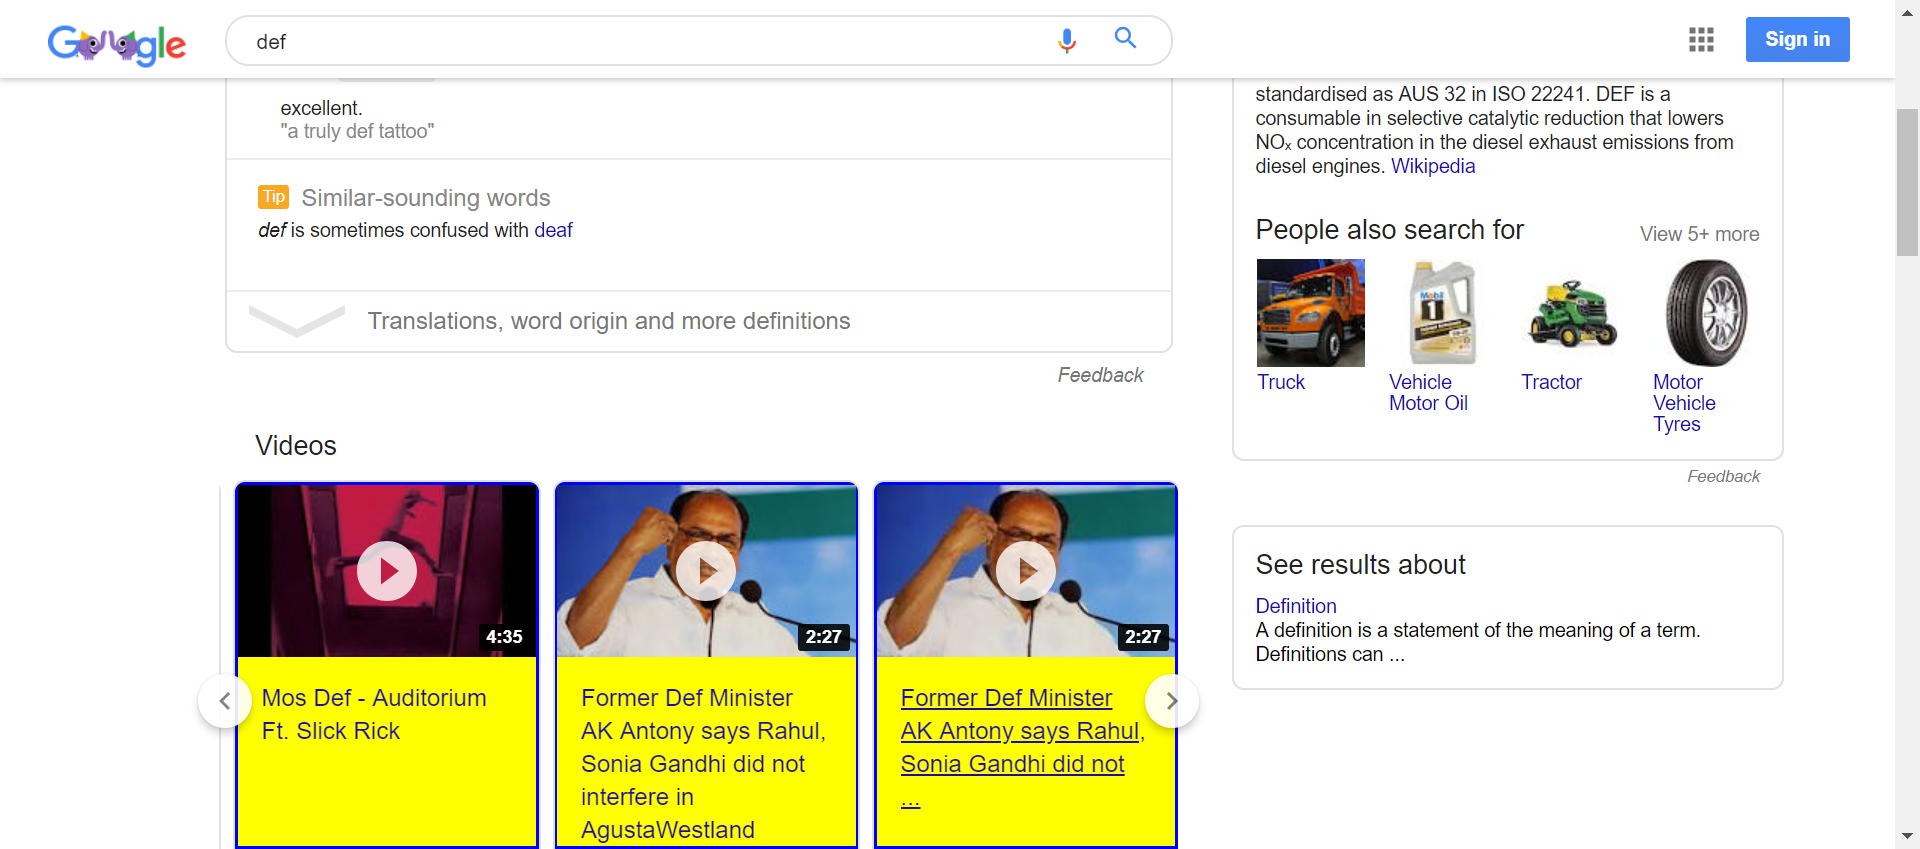 Google
def
Sign in
excellent.
"a truly def tattoo"
Tip Similar-sounding words
def is sometimes confused with deaf
Translations, word origin and more definitions
Feedback
Videos
4:35
Mos Def - Auditorium
Ft. Slick Rick
2:27
Former Def Minister
AK Antony says Rahul,
Sonia Gandhi did not
interfere in
AgustaWestland
2:27
Former Def Minister
AK Antony says Rahul,
Sonia Gandhi did not
...
standardised as AUS 32 in ISO 22241. DEF is a
consumable in selective catalytic reduction that lowers
NOₓ concentration in the diesel exhaust emissions from
diesel engines. Wikipedia
People also search for
View 5+ more
Mobil
1
Truck
Vehicle
Motor Oil
Tractor
Motor
Vehicle
Tyres
Feedback
See results about
Definition
A definition is a statement of the meaning of a term.
Definitions can ...